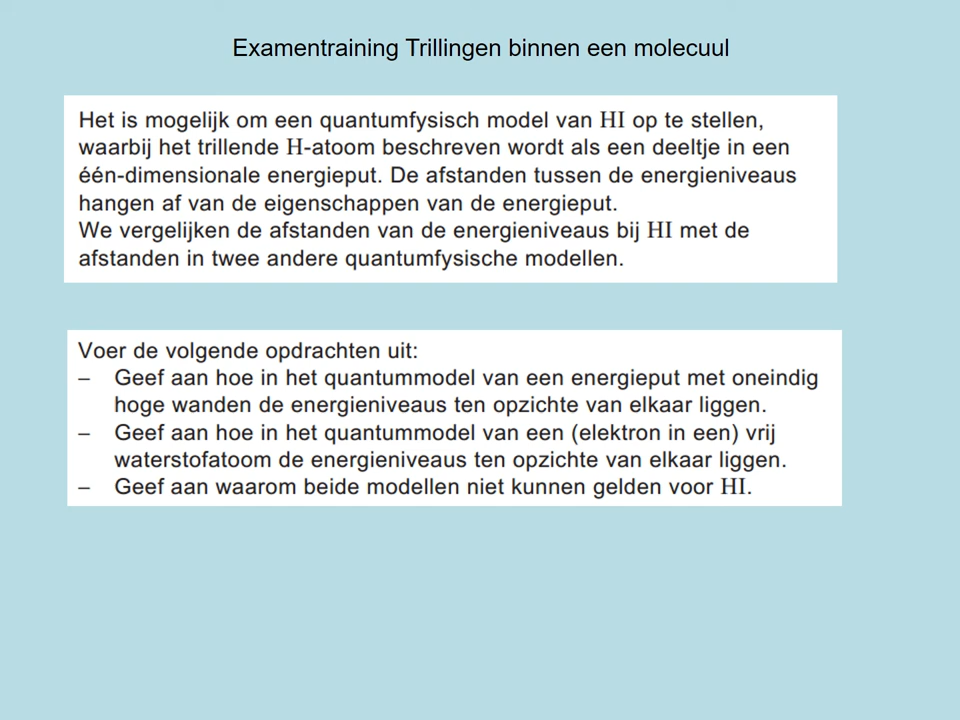 Examentraining Trillingen binnen een molecuul
Het is mogelijk om een quantumfysisch model van HI op te stellen,
waarbij het trillende H-atoom beschreven wordt als een deeltje in een
één-dimensionale energieput. De afstanden tussen de energieniveaus
hangen af van de eigenschappen van de energieput.
We vergelijken de afstanden van de energieniveaus bij HI met de
afstanden in twee andere quantumfysische modellen.
Voer de volgende opdrachten uit:
– Geef aan hoe in het quantummodel van een energieput met oneindig
hoge wanden de energieniveaus ten opzichte van elkaar liggen.
– Geef aan hoe in het quantummodel van een (elektron in een) vrij
waterstofatoom de energieniveaus ten opzichte van elkaar liggen.
– Geef aan waarom beide modellen niet kunnen gelden voor HI.